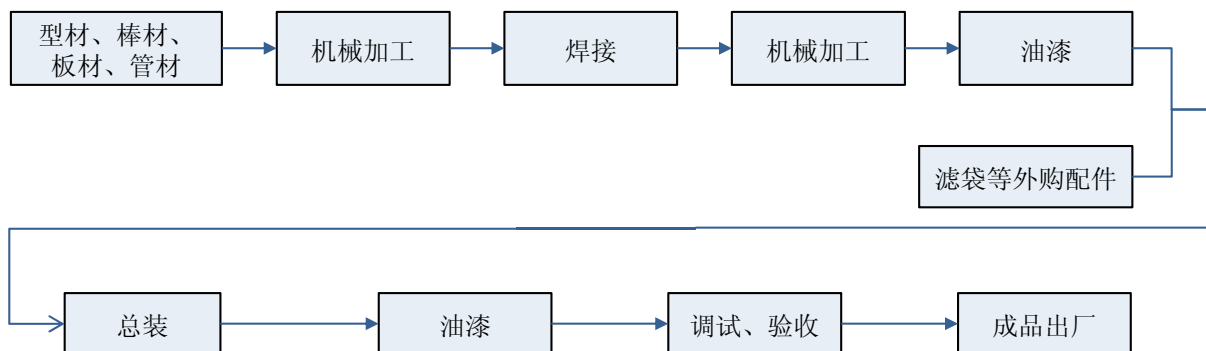 型材、棒材、
板材、管材
机械加工
焊接
机械加工
油漆
滤袋等外购配件
总装
油漆
调试、验收
成品出厂